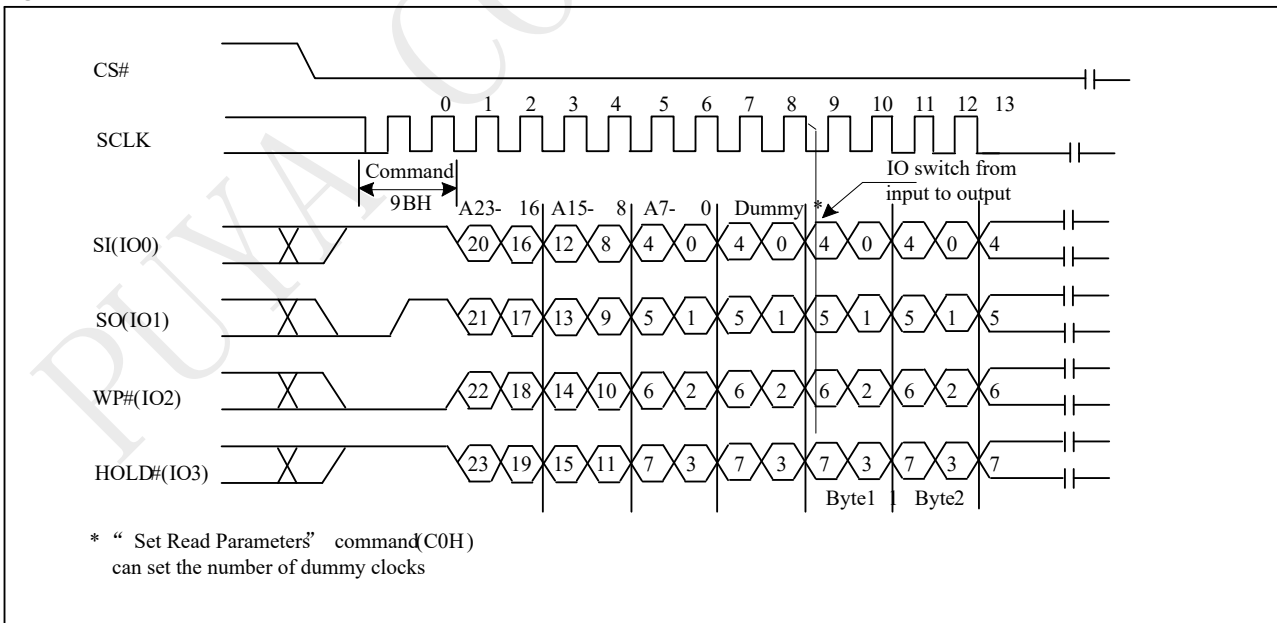 CS#
0 1 2 3 4 5 6 7 8 9 10 11 12 13
SCLK
Command
9BH
IO switch from
input to output
A23- 16 A15- 8 A7- 0 Dummy *
SI(IO0)
20 16 12 8 4 0 4 0 4 0 4 0 4
SO(IO1)
21 17 13 9 5 1 5 1 5 1 5 1 5
WP#(IO2)
22 18 14 10 6 2 6 2 6 2 6 2 6
HOLD#(IO3)
23 19 15 11 7 3 7 3 7 3 7 3 7
Byte1 1 Byte2
* “ Set Read Parameters” command(C0H)
can set the number of dummy clocks
PUYA